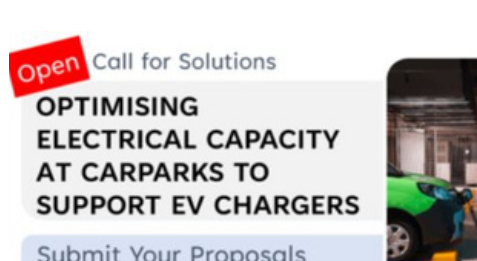 Open
Call for Solutions
OPTIMISING
ELECTRICAL CAPACITY
AT CARPARKS TO
SUPPORT EV CHARGERS
Submit Your Proposals